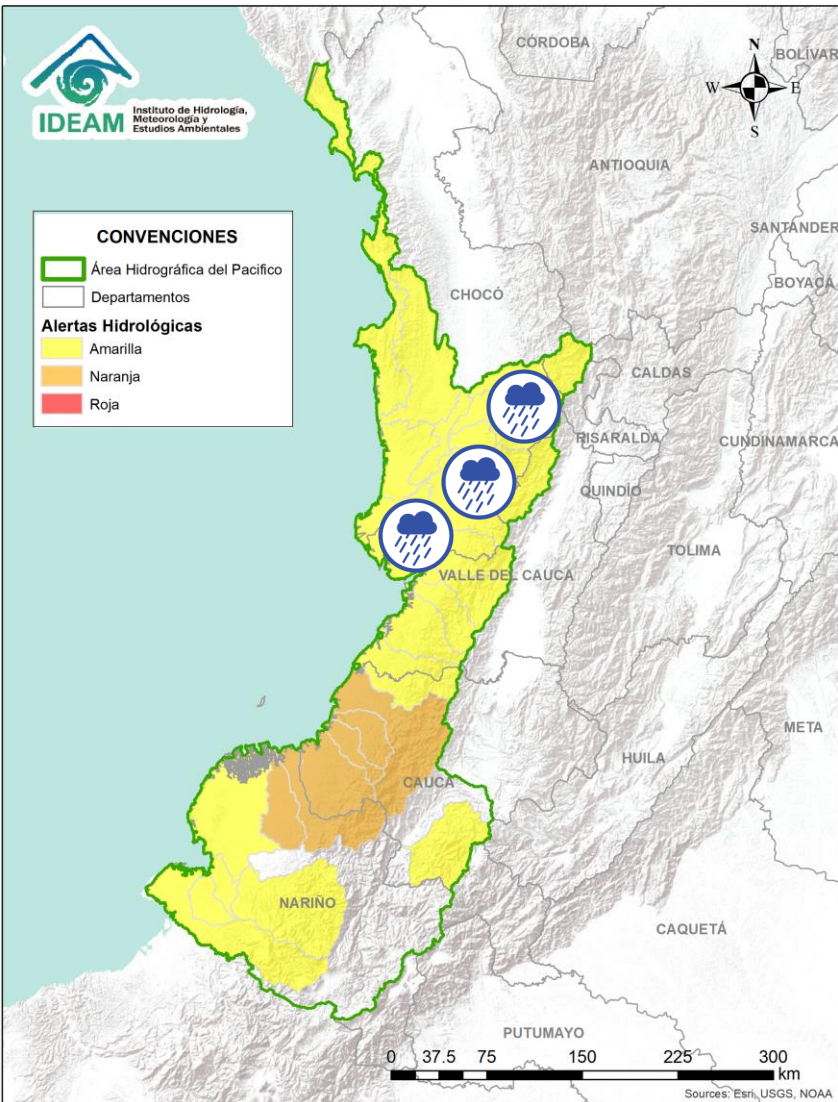 IDEAM
Instituto de Hidrología,
Meteorología y
Estudios Ambientales
CÓRDOBA
N
BOLÍVAR
W
E
S
ANTIOQUIA
CONVENCIONES
Área Hidrográfica del Pacifico
Departamentos
Alertas Hidrológicas
Amarilla
Naranja
Roja
SANTANDER
BOYACÁ
CHOCÓ
CALDAS
RISARALDA
CUNDINAMARCA
QUINDÍO
TOLIMA
VALLE DEL CAUCA
META
HUILA
CAUCA
NARIÑO
CAQUETÁ
PUTUMAYO
0 37.5 75 150 225 300
km
Sources: Esri, USGS, NOAA